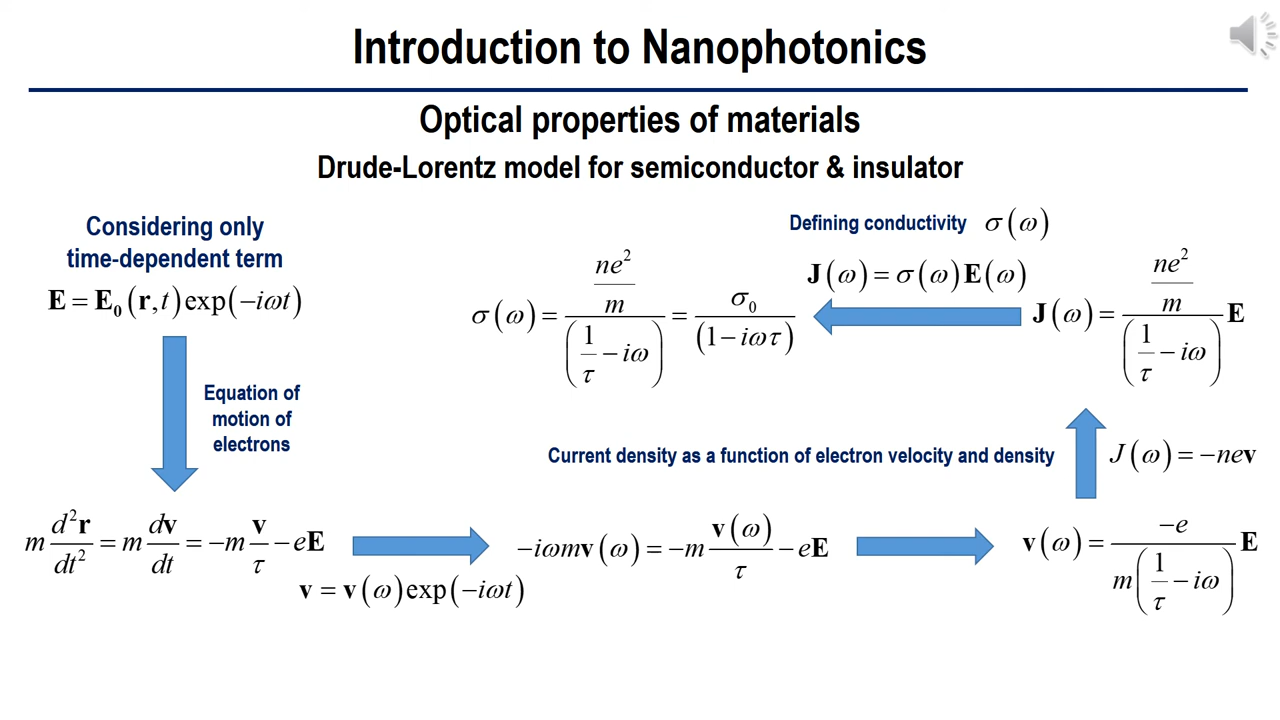 Introduction to Nanophotonics
Optical properties of materials
Drude-Lorentz model for semiconductor & insulator
Considering only
time-dependent term
E = E₀(r,t)exp(−iωt)
Equation of
motion of
electrons
m d²r/dt² = m dv/dt = −m v/τ − eE
v = v(ω)exp(−iωt)
−iωmv(ω) = −m v(ω)/τ − eE
v(ω) = −e / m(1/τ − iω) E
Current density as a function of electron velocity and density
J(ω) = −nev
J(ω) = (ne²/m) / (1/τ − iω) E
Defining conductivity σ(ω)
J(ω) = σ(ω)E(ω)
σ(ω) = (ne²/m) / (1/τ − iω) = σ₀ / (1 − iωτ)